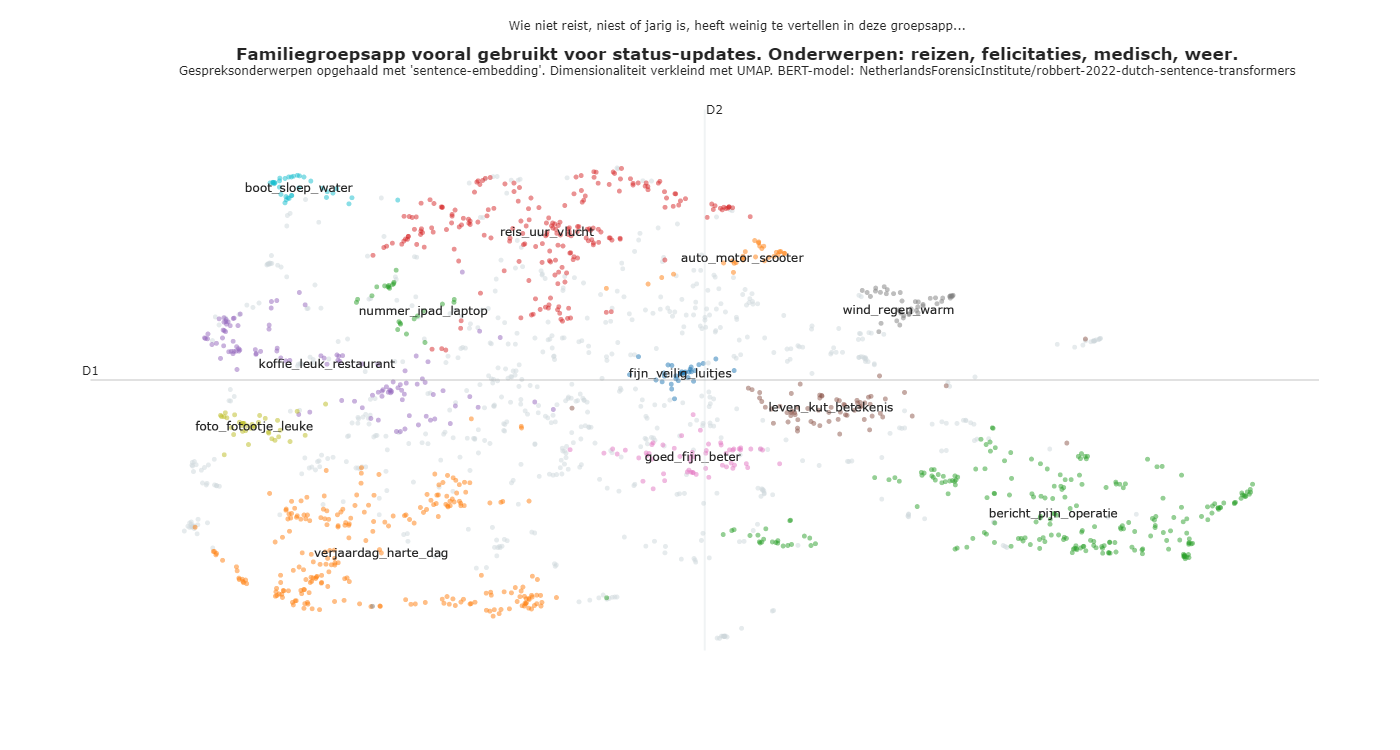 Wie niet reist, niest of jarig is, heeft weinig te vertellen in deze groepsapp...
Familiegroepsapp vooral gebruikt voor status-updates. Onderwerpen: reizen, felicitaties, medisch, weer.
Gespreksonderwerpen opgehaald met 'sentence-embedding'. Dimensionaliteit verkleind met UMAP. BERT-model: NetherlandsForensicInstitute/robbert-2022-dutch-sentence-transformers
D2
boot_sloep_water
reis_uur_vlucht
auto_motor_scooter
nummer_ipad_laptop
wind_regen_warm
koffie_leuk_restaurant
D1
fijn_veilig_luitjes
leven_kut_betekenis
foto_fotootje_leuke
goed_fijn_beter
bericht_pijn_operatie
verjaardag_harte_dag